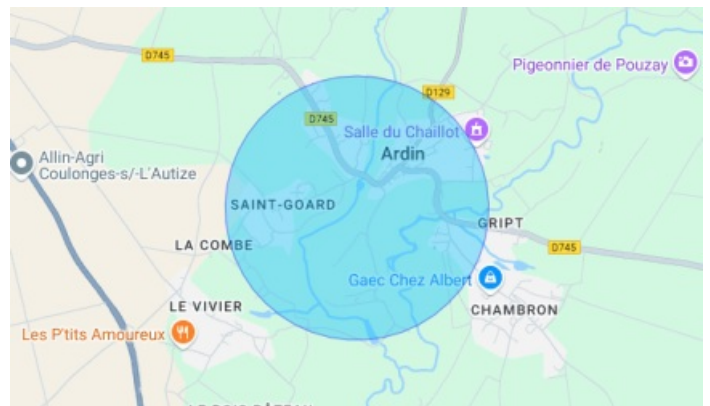 D745
Pigeonnier de Pouzay
D129
D745
Salle du Chaillot
Ardin
Allin-Agri
Coulonges-s/-L'Autize
SAINT-GOARD
GRIPT
LA COMBE
D745
Gaec Chez Albert
LE VIVIER
CHAMBRON
Les P'tits Amoureux